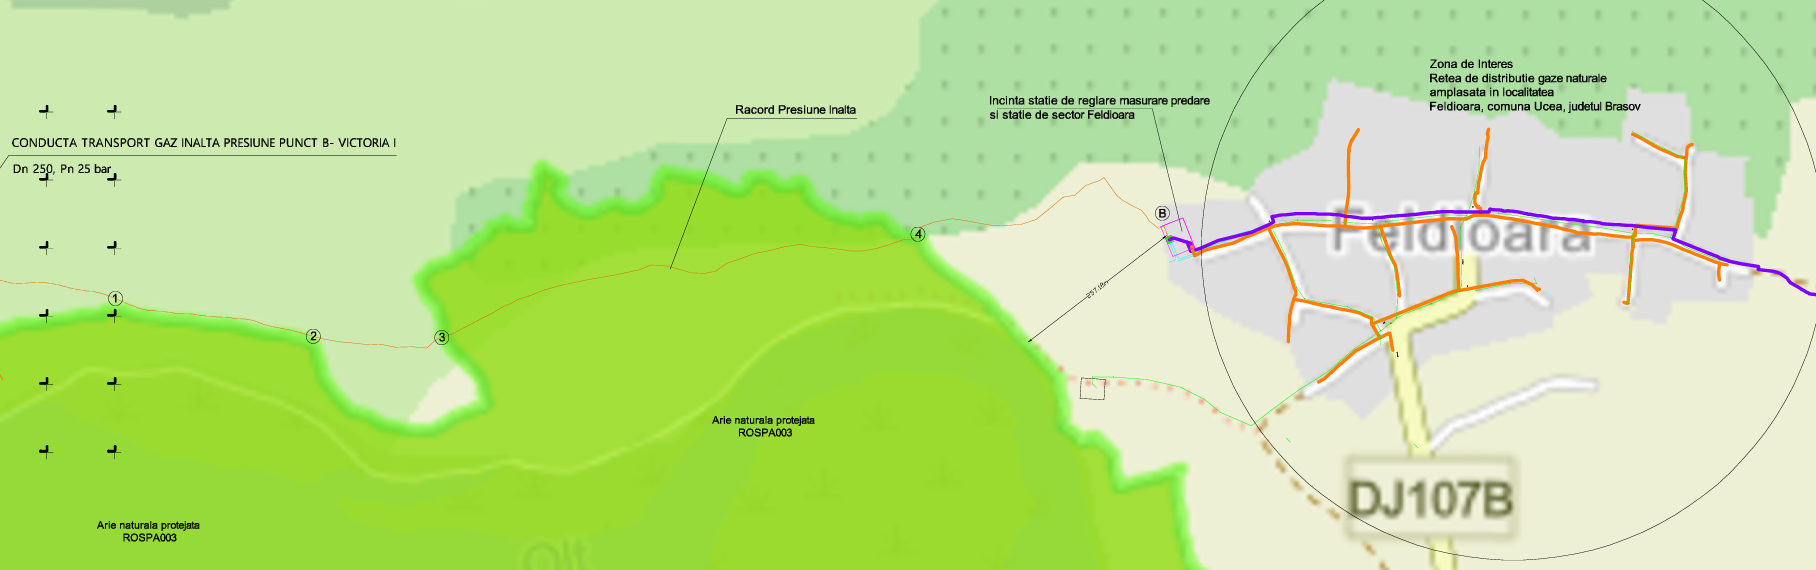 Zona de Interes
Retea de distributie gaze naturale
amplasata in localitatea
Feldioara, comuna Ucea, judetul Brasov
Incinta statie de reglare masurare predare
si statie de sector Feldioara
Racord Presiune Inalta
CONDUCTA TRANSPORT GAZ INALTA PRESIUNE PUNCT B- VICTORIA I
Dn 250, Pn 25 bar
B
4
Feldioara
1
2
3
Arie naturala protejata
ROSPA003
DJ107B
Arie naturala protejata
ROSPA003
Olt